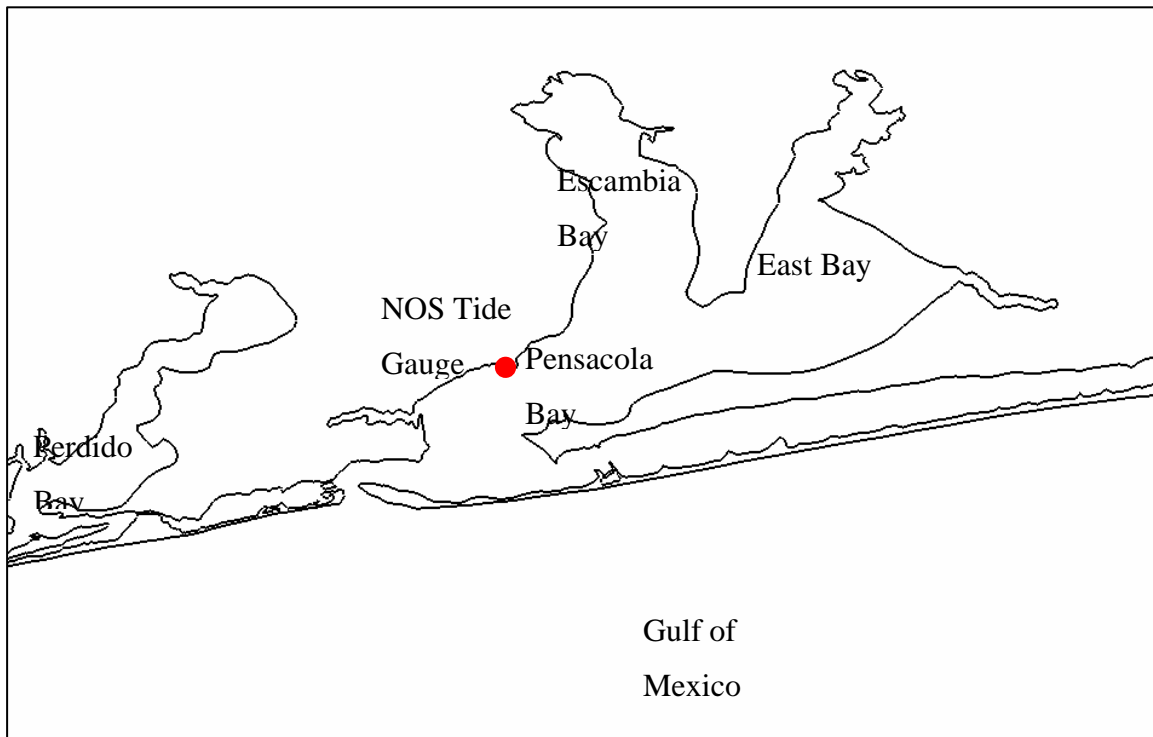 Escambia
Bay
East Bay
NOS Tide
Gauge
Pensacola
Bay
Perdido
Bay
Gulf of
Mexico